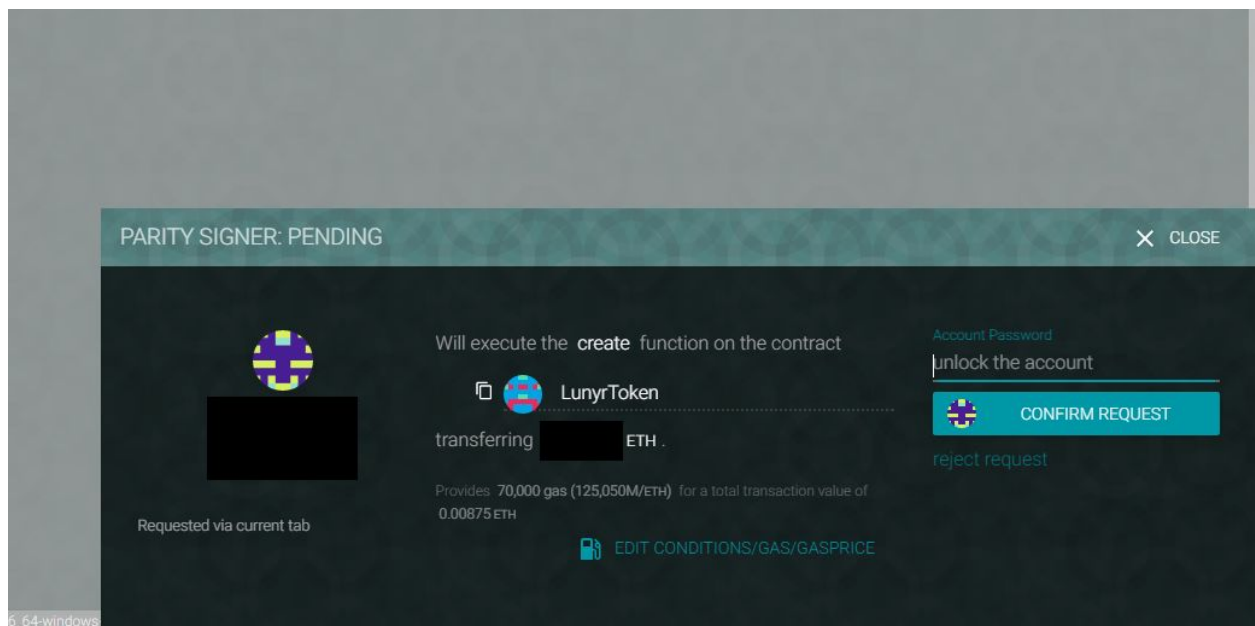 PARITY SIGNER: PENDING
CLOSE
Will execute the create function on the contract
LunyrToken
transferring ETH .
Provides 70,000 gas (125,050M/ETH) for a total transaction value of
0.00875 ETH
EDIT CONDITIONS/GAS/GASPRICE
Requested via current tab
Account Password
unlock the account
CONFIRM REQUEST
reject request
6_64-windows